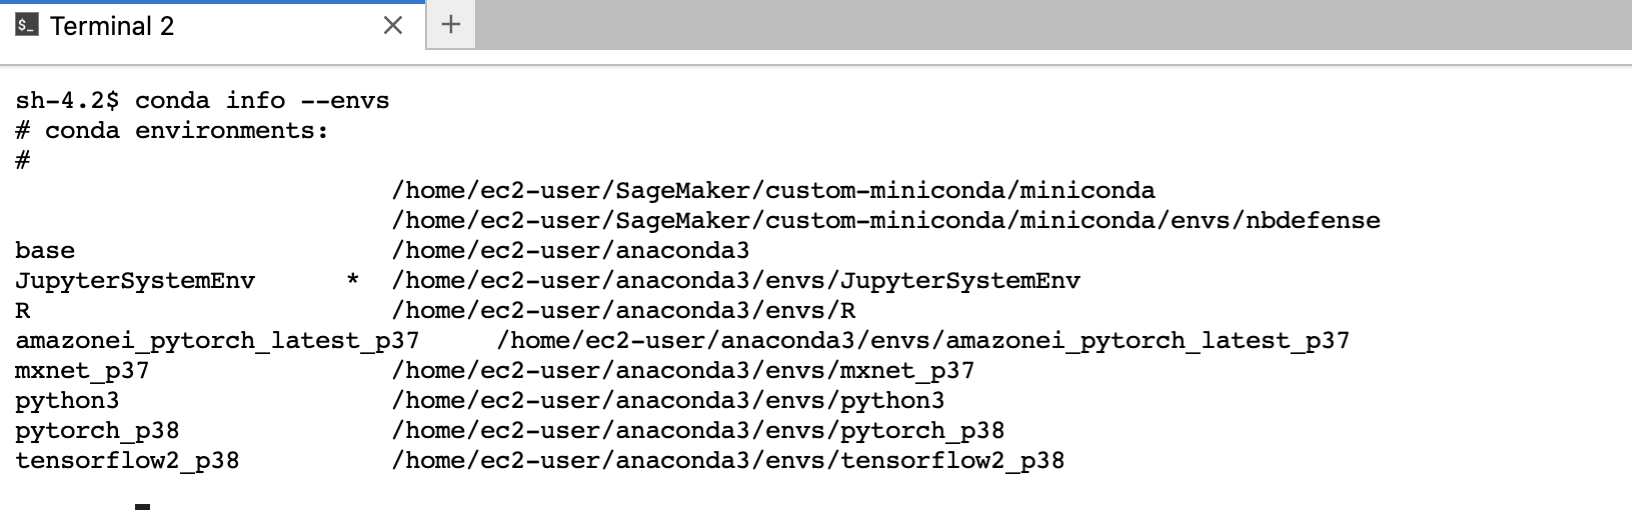 $_ Terminal 2 × +
sh-4.2$ conda info --envs
# conda environments:
#
/home/ec2-user/SageMaker/custom-miniconda/miniconda
/home/ec2-user/SageMaker/custom-miniconda/miniconda/envs/nbdefense
base /home/ec2-user/anaconda3
JupyterSystemEnv * /home/ec2-user/anaconda3/envs/JupyterSystemEnv
R /home/ec2-user/anaconda3/envs/R
amazonei_pytorch_latest_p37 /home/ec2-user/anaconda3/envs/amazonei_pytorch_latest_p37
mxnet_p37 /home/ec2-user/anaconda3/envs/mxnet_p37
python3 /home/ec2-user/anaconda3/envs/python3
pytorch_p38 /home/ec2-user/anaconda3/envs/pytorch_p38
tensorflow2_p38 /home/ec2-user/anaconda3/envs/tensorflow2_p38